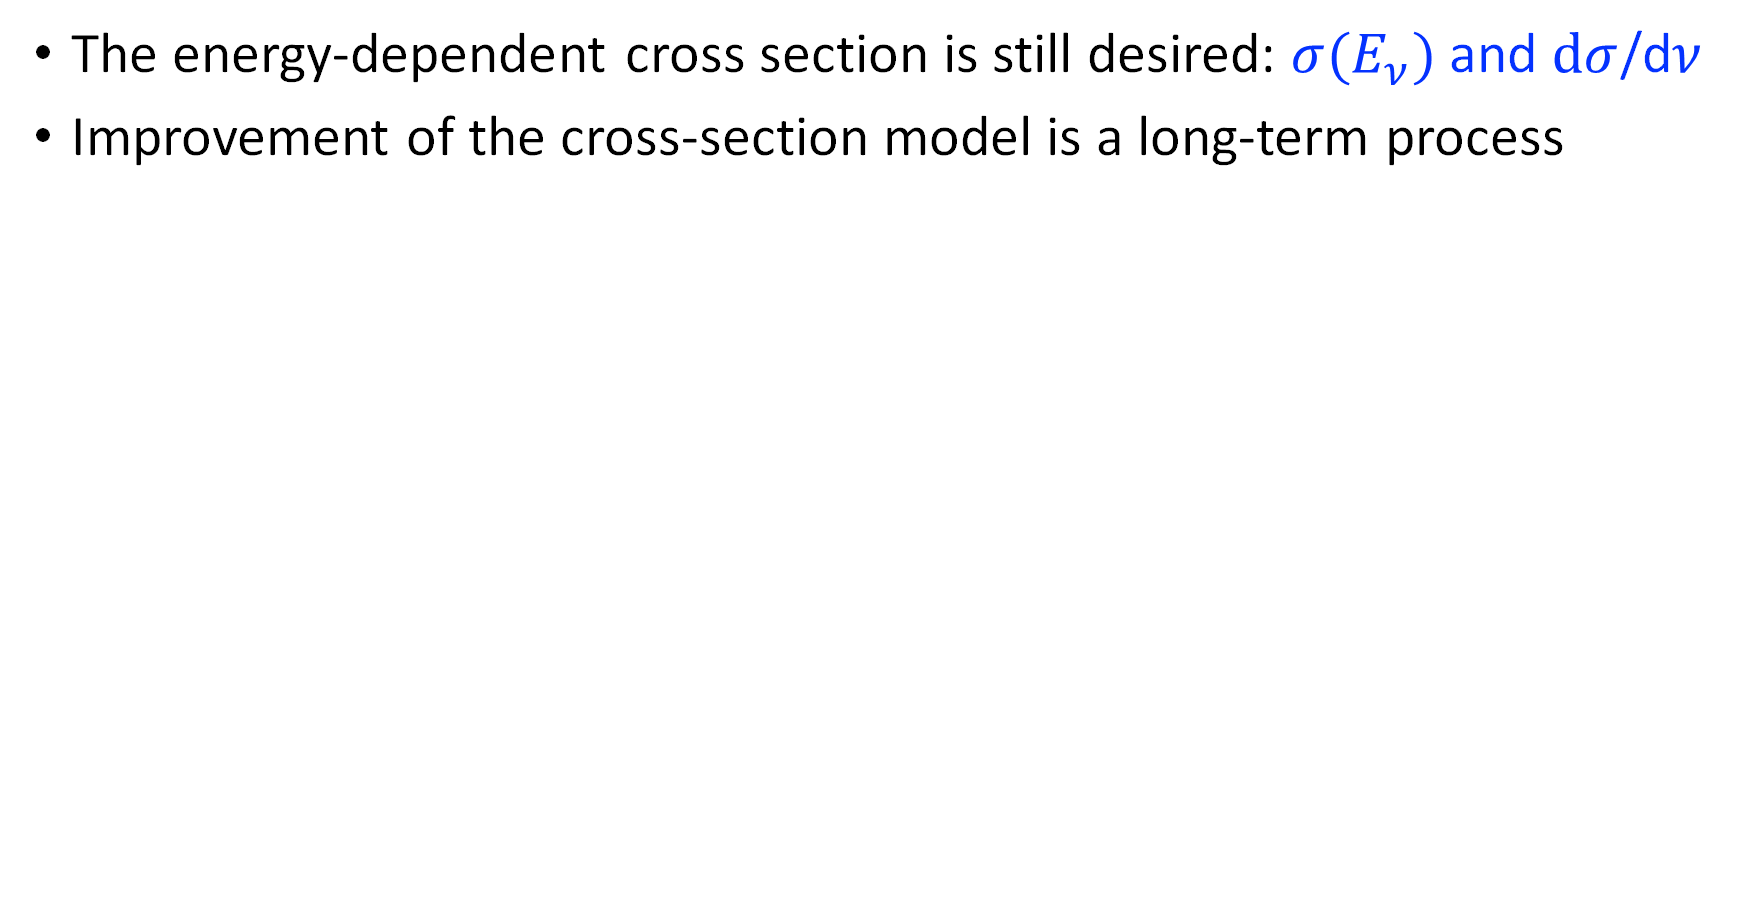 • The energy-dependent cross section is still desired: σ(Eᵥ) and dσ/dν
• Improvement of the cross-section model is a long-term process